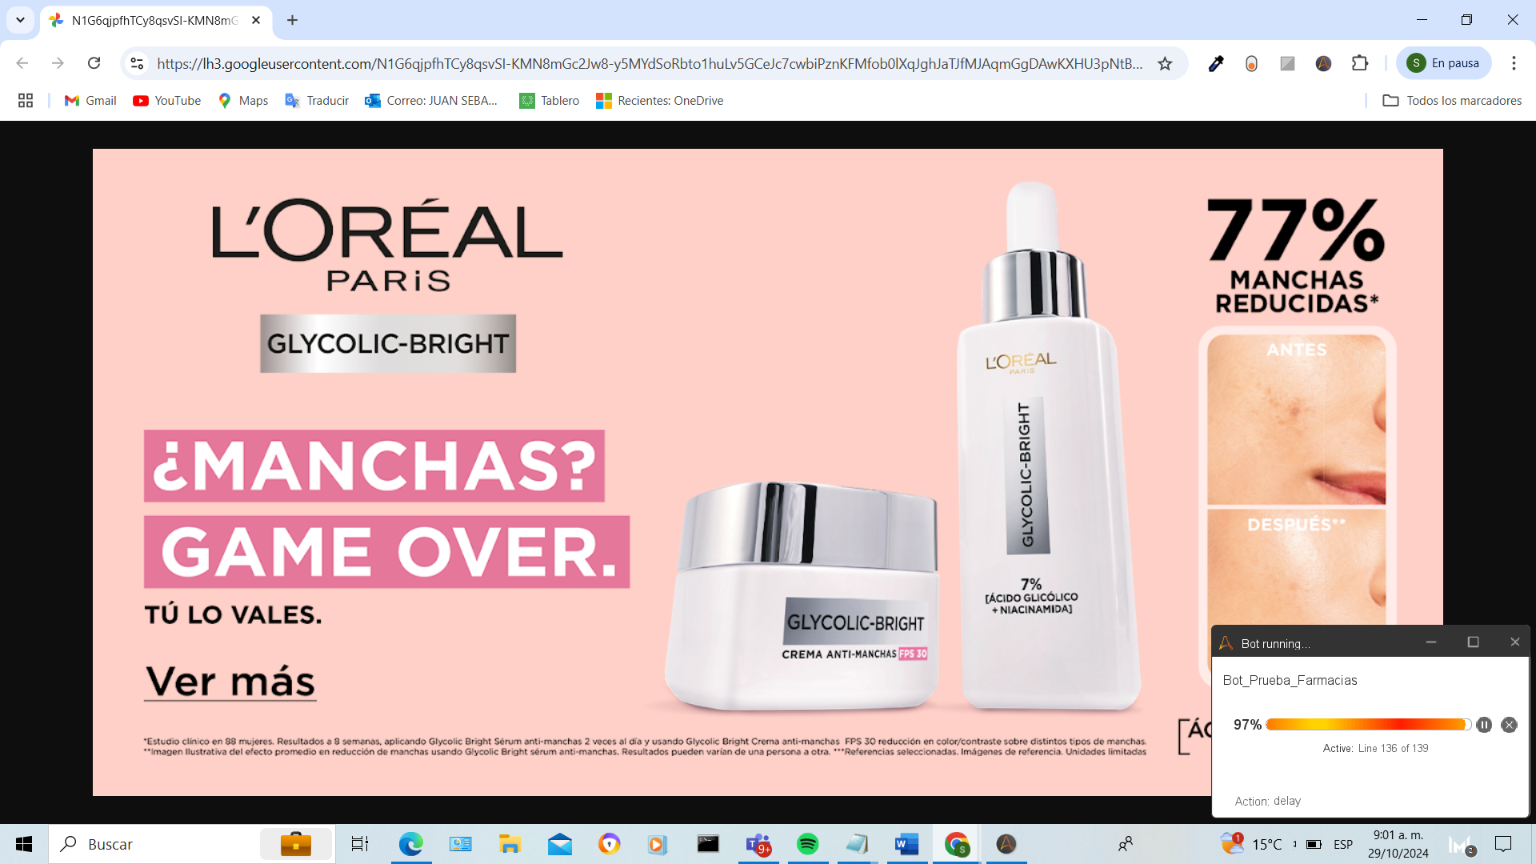 N1G6qjpfhTCy8qsvSI-KMN8mG
https://lh3.googleusercontent.com/N1G6qjpfhTCy8qsvSI-KMN8mGc2Jw8-y5MYdSoRbto1huLv5GCeJc7cwbiPznKFMfob0lXqJghJaTJfMJAqmGgDAwKXHU3pNtB...
S
En pausa
Gmail
YouTube
Maps
Traducir
Correo: JUAN SEBA...
Tablero
Recientes: OneDrive
Todos los marcadores
L'ORÉAL
PARiS
GLYCOLIC-BRIGHT
¿MANCHAS?
GAME OVER.
TÚ LO VALES.
Ver más
GLYCOLIC-BRIGHT
CREMA ANTI-MANCHAS FPS 30
L'ORÉAL
PARIS
GLYCOLIC-BRIGHT
7%
[ÁCIDO GLICÓLICO
+ NIACINAMIDA]
77%
MANCHAS
REDUCIDAS*
ANTES
DESPUÉS**
*Estudio clínico en 88 mujeres. Resultados a 8 semanas, aplicando Glycolic Bright Sérum anti-manchas 2 veces al día y usando Glycolic Bright Crema anti-manchas FPS 30 reducción en color/contraste sobre distintos tipos de manchas.
**Imagen Ilustrativa del efecto promedio en reducción de manchas usando Glycolic Bright sérum anti-manchas. Resultados pueden varían de una persona a otra. ***Referencias seleccionadas. Imágenes de referencia. Unidades limitadas
Bot running...
Bot_Prueba_Farmacias
97%
Active: Line 136 of 139
Action: delay
Buscar
9+
S
1
15°C
ESP
9:01 a. m.
29/10/2024
2